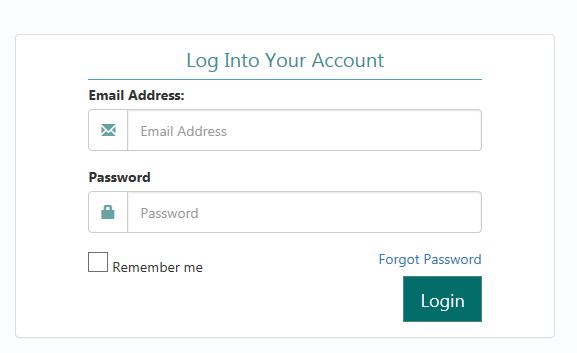 Log Into Your Account
Email Address:
Email Address
Password
Password
Remember me
Forgot Password
Login